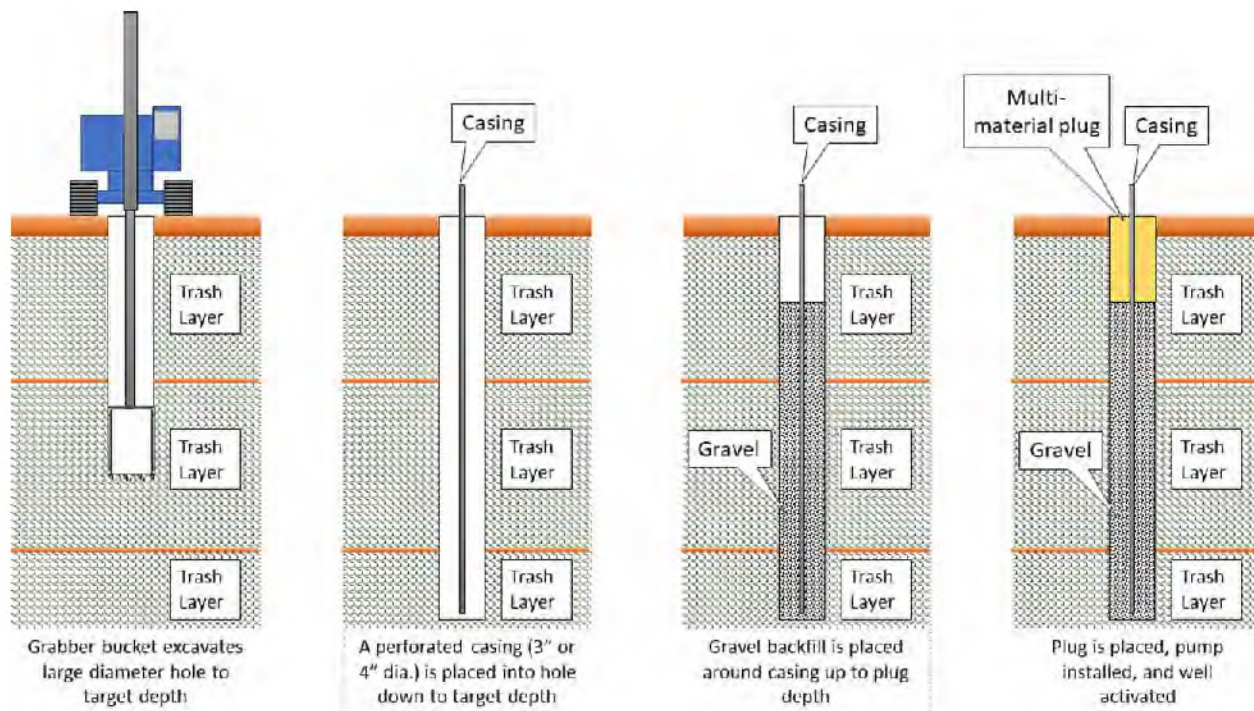 Trash
Layer
Trash
Layer
Trash
Layer
Grabber bucket excavates
large diameter hole to
target depth
Casing
Trash
Layer
Trash
Layer
Trash
Layer
A perforated casing (3” or
4” dia.) is placed into hole
down to target depth
Casing
Trash
Layer
Gravel
Trash
Layer
Trash
Layer
Gravel backfill is placed
around casing up to plug
depth
Multi-
material plug
Casing
Trash
Layer
Gravel
Trash
Layer
Trash
Layer
Plug is placed, pump
installed, and well
activated